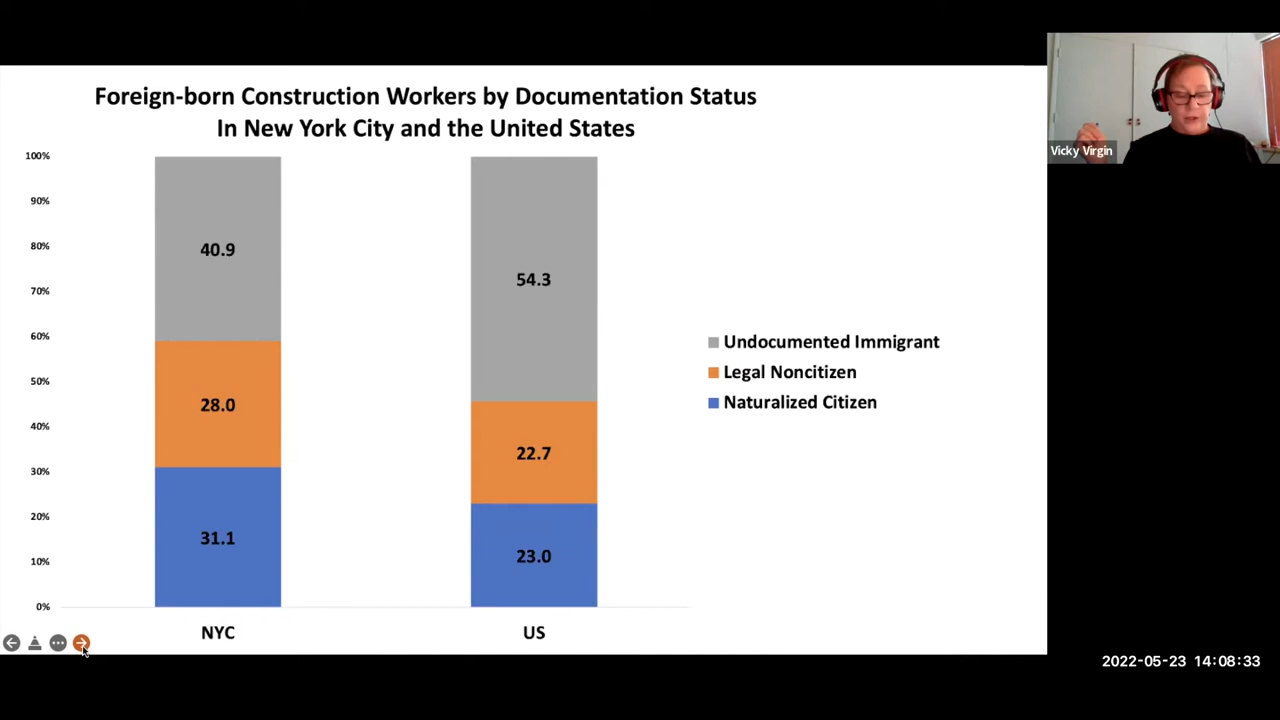 Foreign-born Construction Workers by Documentation Status
In New York City and the United States
100%
90%
80%
70%
60%
50%
40%
30%
20%
10%
0%
40.9
28.0
31.1
54.3
22.7
23.0
NYC
US
Undocumented Immigrant
Legal Noncitizen
Naturalized Citizen
Vicky Virgin
2022-05-23 14:08:33